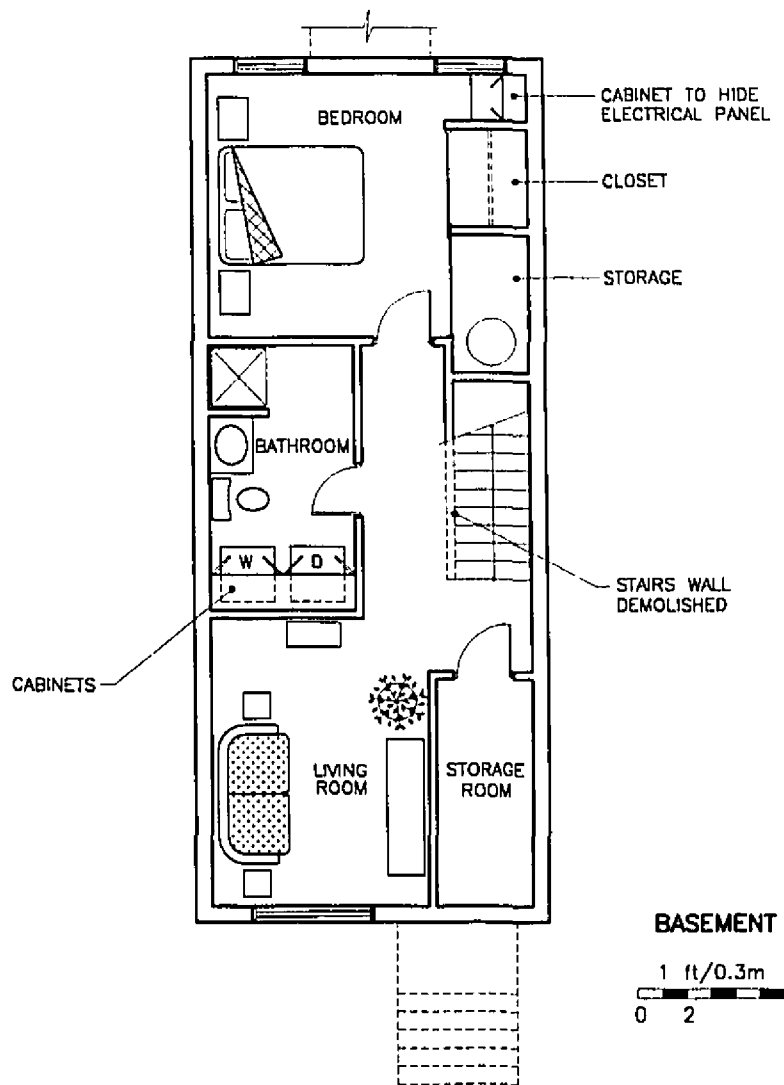 BEDROOM
CABINET TO HIDE
ELECTRICAL PANEL
CLOSET
STORAGE
BATHROOM
W
D
STAIRS WALL
DEMOLISHED
CABINETS
LIVING
ROOM
STORAGE
ROOM
BASEMENT
1 ft/0.3m
0 2